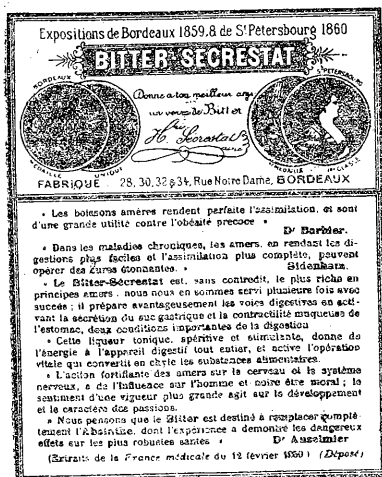 Expositions de Bordeaux 1859, & de St Pétersbourg 1860
BITTER SECRESTAT
BORDEAUX
ST PETERSBOURG
Donne a ton meilleur ami
un verre de Bitter
Secrestat
MÉDAILLE UNIQUE
MÉDAILLE
FABRIQUE 28, 30, 32 & 34, Rue Notre Dame, BORDEAUX
« Les boissons amères rendent parfaite l'assimilation, et sont
d'une grande utilité contre l'obésité précoce » Dr Barbier.
« Dans les maladies chroniques, les amers, en rendant les di-
gestions plus faciles et l'assimilation plus complète, peuvent
opérer des cures étonnantes. » Sidenham.
« Le Bitter-Secrestat est, sans contredit, le plus riche en
principes amers : nous nous en sommes servi plusieurs fois avec
succès ; il prépare avantageusement les voies digestives en acti-
vant la sécrétion du suc gastrique et la contractilité muqueuse de
l'estomac, deux conditions importantes de la digestion
« Cette liqueur tonique, apéritive et stimulante, donne de
l'énergie à l'appareil digestif tout entier, et active l'opération
vitale qui convertit en chyle les substances alimentaires.
« L'action fortifiante des amers sur le cerveau et le système
nerveux, a de l'influence sur l'homme et notre être moral ; le
sentiment d'une vigueur plus grande agit sur le développement
et le caractère des passions.
» Nous pensons que le Bitter est destiné à remplacer complè-
tement l'Absinthe, dont l'expérience a démontré les dangereux
effets sur les plus robustes santés » Dr Anselmier
(Extraits de la France médicale du 12 février 1860) (Déposé)